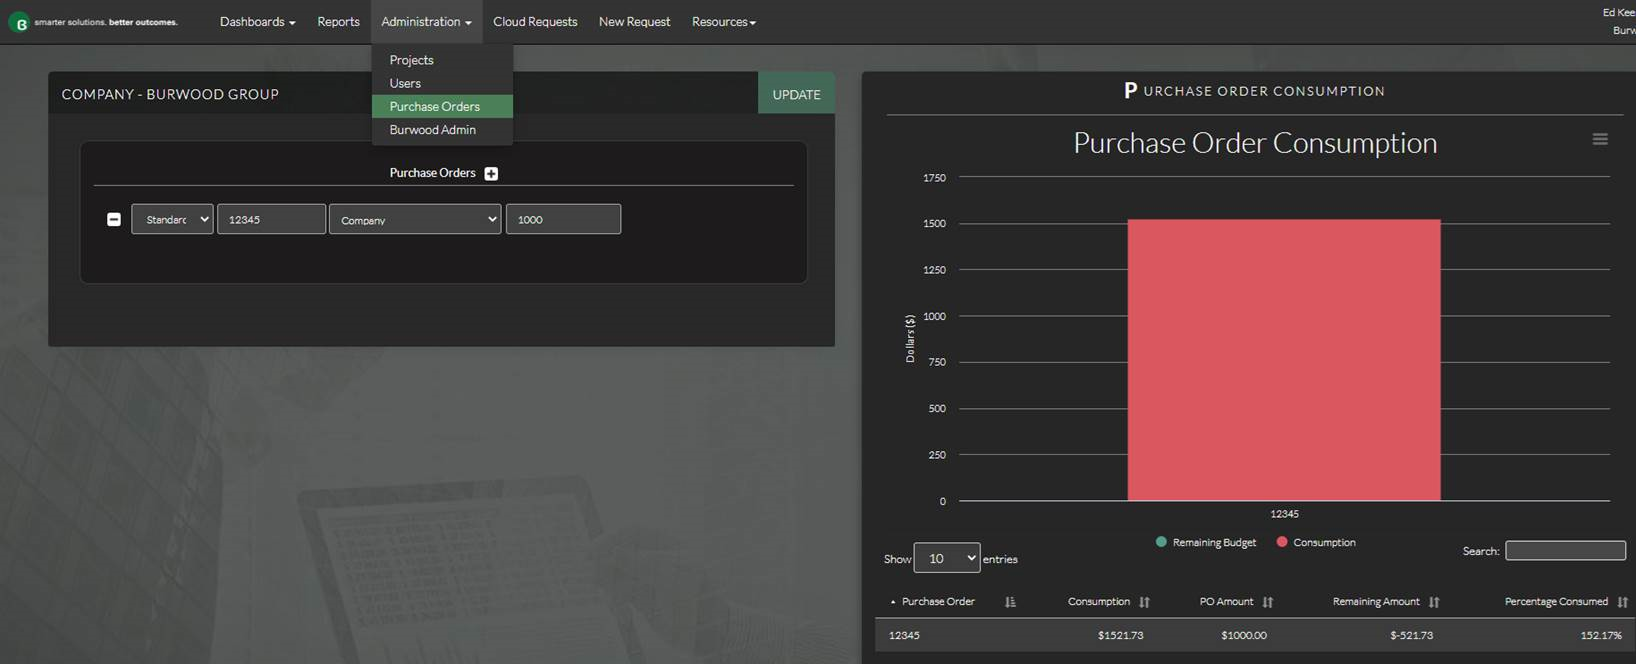 B smarter solutions. better outcomes.
Dashboards Reports Administration Cloud Requests New Request Resources
Ed Kee
Burw
Projects
Users
Purchase Orders
Burwood Admin
COMPANY - BURWOOD GROUP
UPDATE
Purchase Orders
Standard 12345 Company 1000
PURCHASE ORDER CONSUMPTION
Purchase Order Consumption
Dollars ($)
1750
1500
1250
1000
750
500
250
0
12345
Remaining Budget Consumption
Show 10 entries
Search:
Purchase Order Consumption PO Amount Remaining Amount Percentage Consumed
12345 $1521.73 $1000.00 $-521.73 152.17%